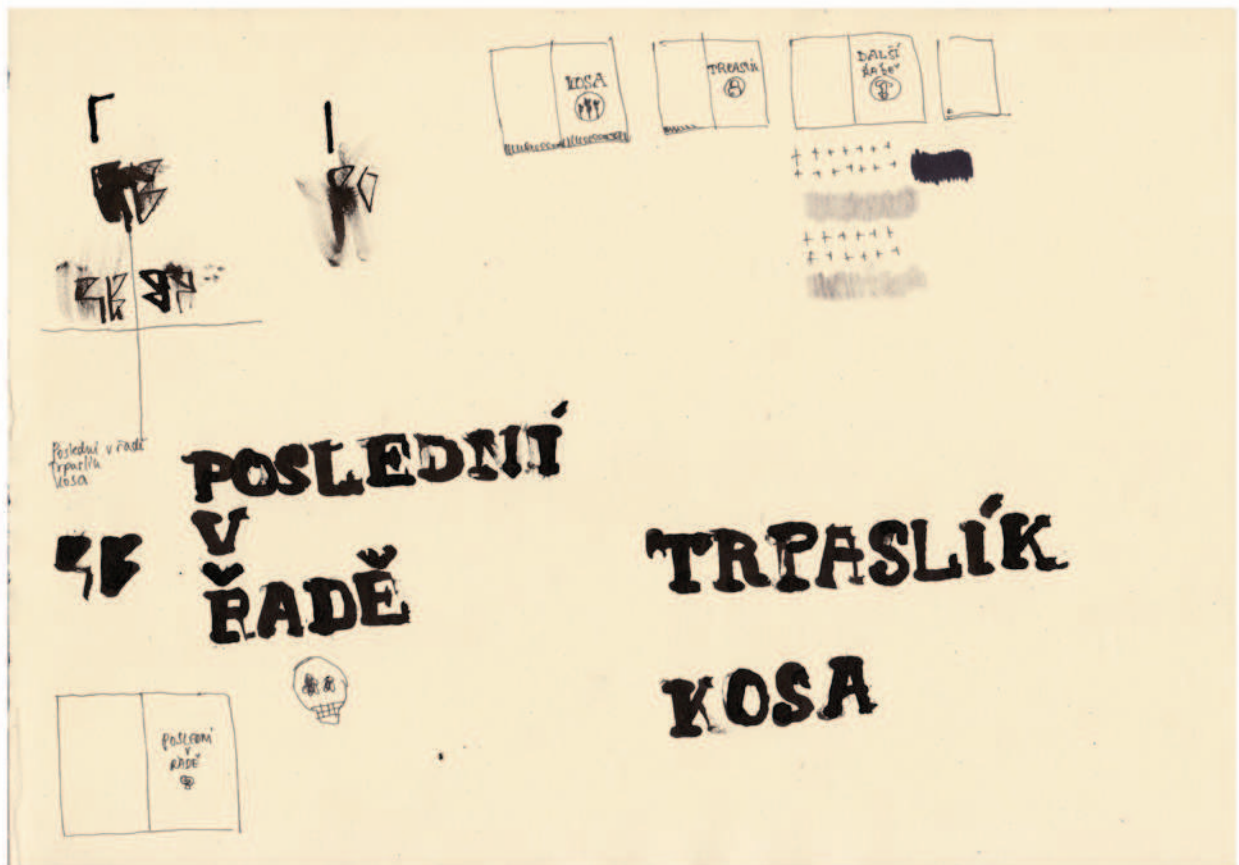 KOSA
TRPASLÍK
DALŠÍ
Poslední v řadě
trpaslík
kosa
POSLEDNÍ
V
ŘADĚ
TRPASLÍK
KOSA
POSLEDNÍ
V
ŘADĚ